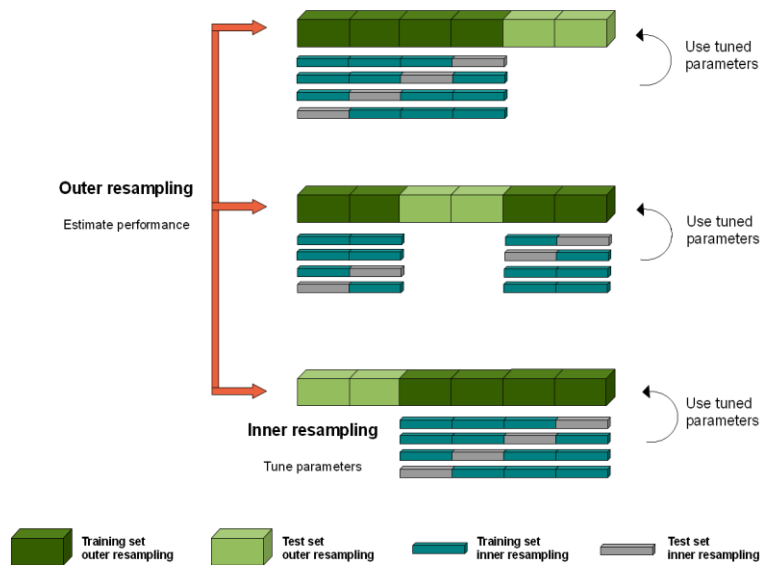 Use tuned
parameters
Outer resampling
Estimate performance
Use tuned
parameters
Use tuned
parameters
Inner resampling
Tune parameters
Training set
outer resampling
Test set
outer resampling
Training set
inner resampling
Test set
inner resampling